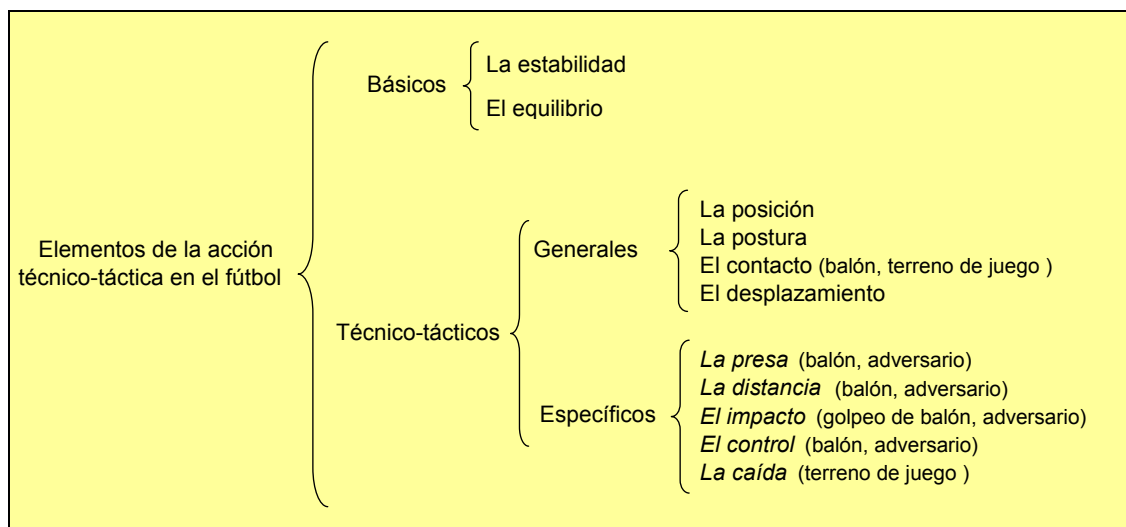 Elementos de la acción
técnico-táctica en el fútbol
Básicos
La estabilidad
El equilibrio
Técnico-tácticos
Generales
La posición
La postura
El contacto (balón, terreno de juego )
El desplazamiento
Específicos
La presa (balón, adversario)
La distancia (balón, adversario)
El impacto (golpeo de balón, adversario)
El control (balón, adversario)
La caída (terreno de juego )